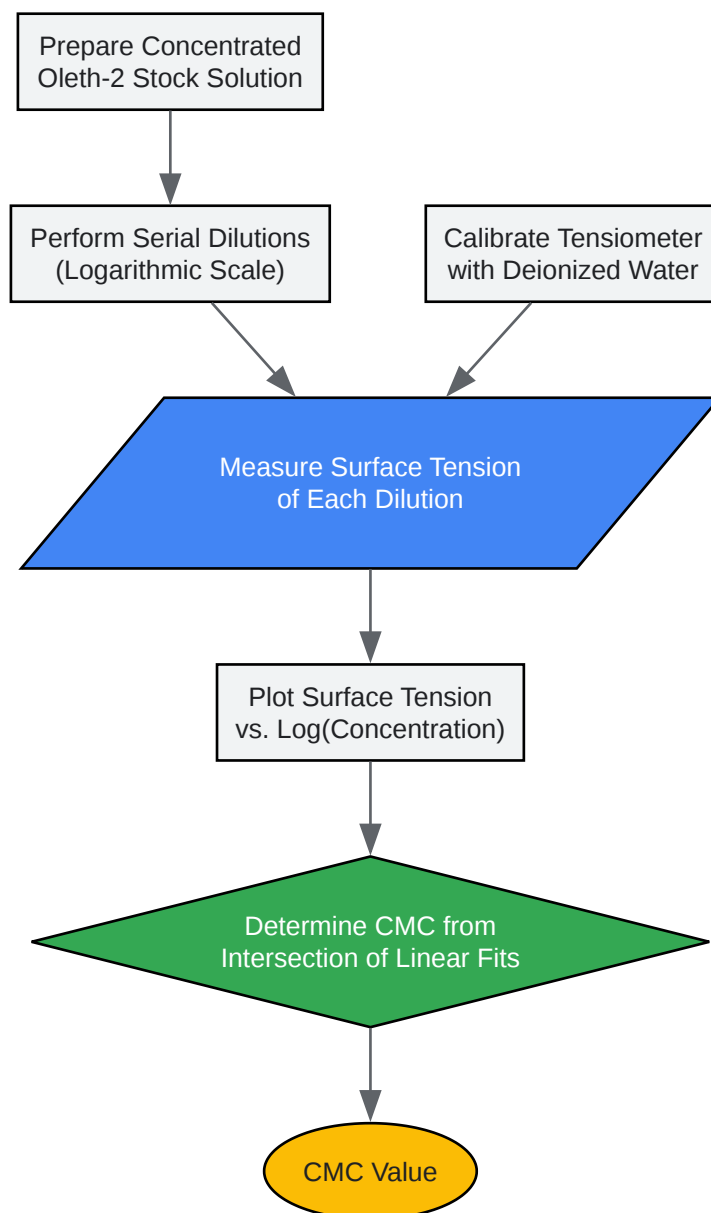 Prepare Concentrated
Oleth-2 Stock Solution
Perform Serial Dilutions
(Logarithmic Scale)
Calibrate Tensiometer
with Deionized Water
Measure Surface Tension
of Each Dilution
Plot Surface Tension
vs. Log(Concentration)
Determine CMC from
Intersection of Linear Fits
CMC Value